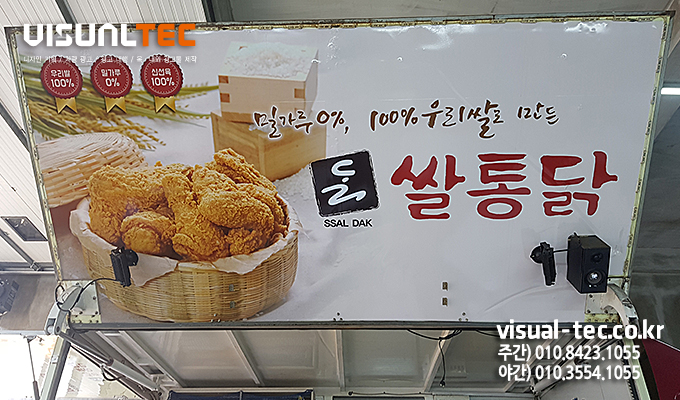 VISUALTEC
우리쌀 100%
밀가루 0%
신선육 100%
밀가루 0%, 100% 우리쌀로 만든
쌀통닭
SSAL DAK
visual-tec.co.kr
주간) 010.8423.1055
야간) 010.3554.1055